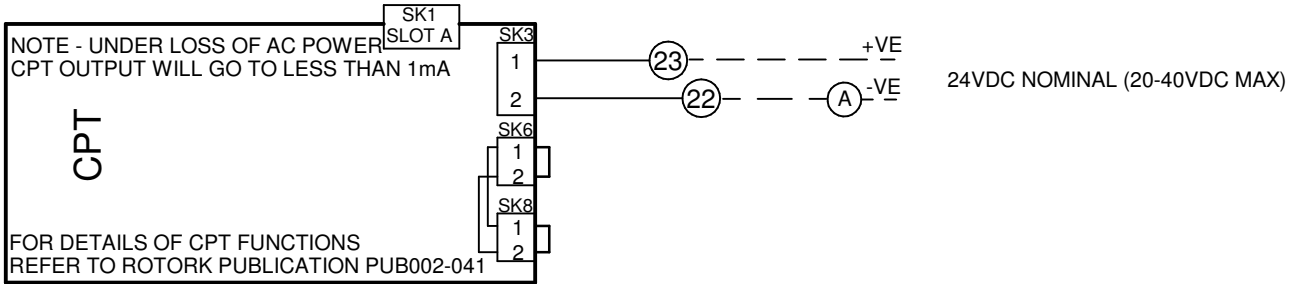 SK1
SLOT A
NOTE - UNDER LOSS OF AC POWER
CPT OUTPUT WILL GO TO LESS THAN 1mA
CPT
SK3
1
2
23
+VE
22
A
-VE
24VDC NOMINAL (20-40VDC MAX)
SK6
1
2
SK8
1
2
FOR DETAILS OF CPT FUNCTIONS
REFER TO ROTORK PUBLICATION PUB002-041